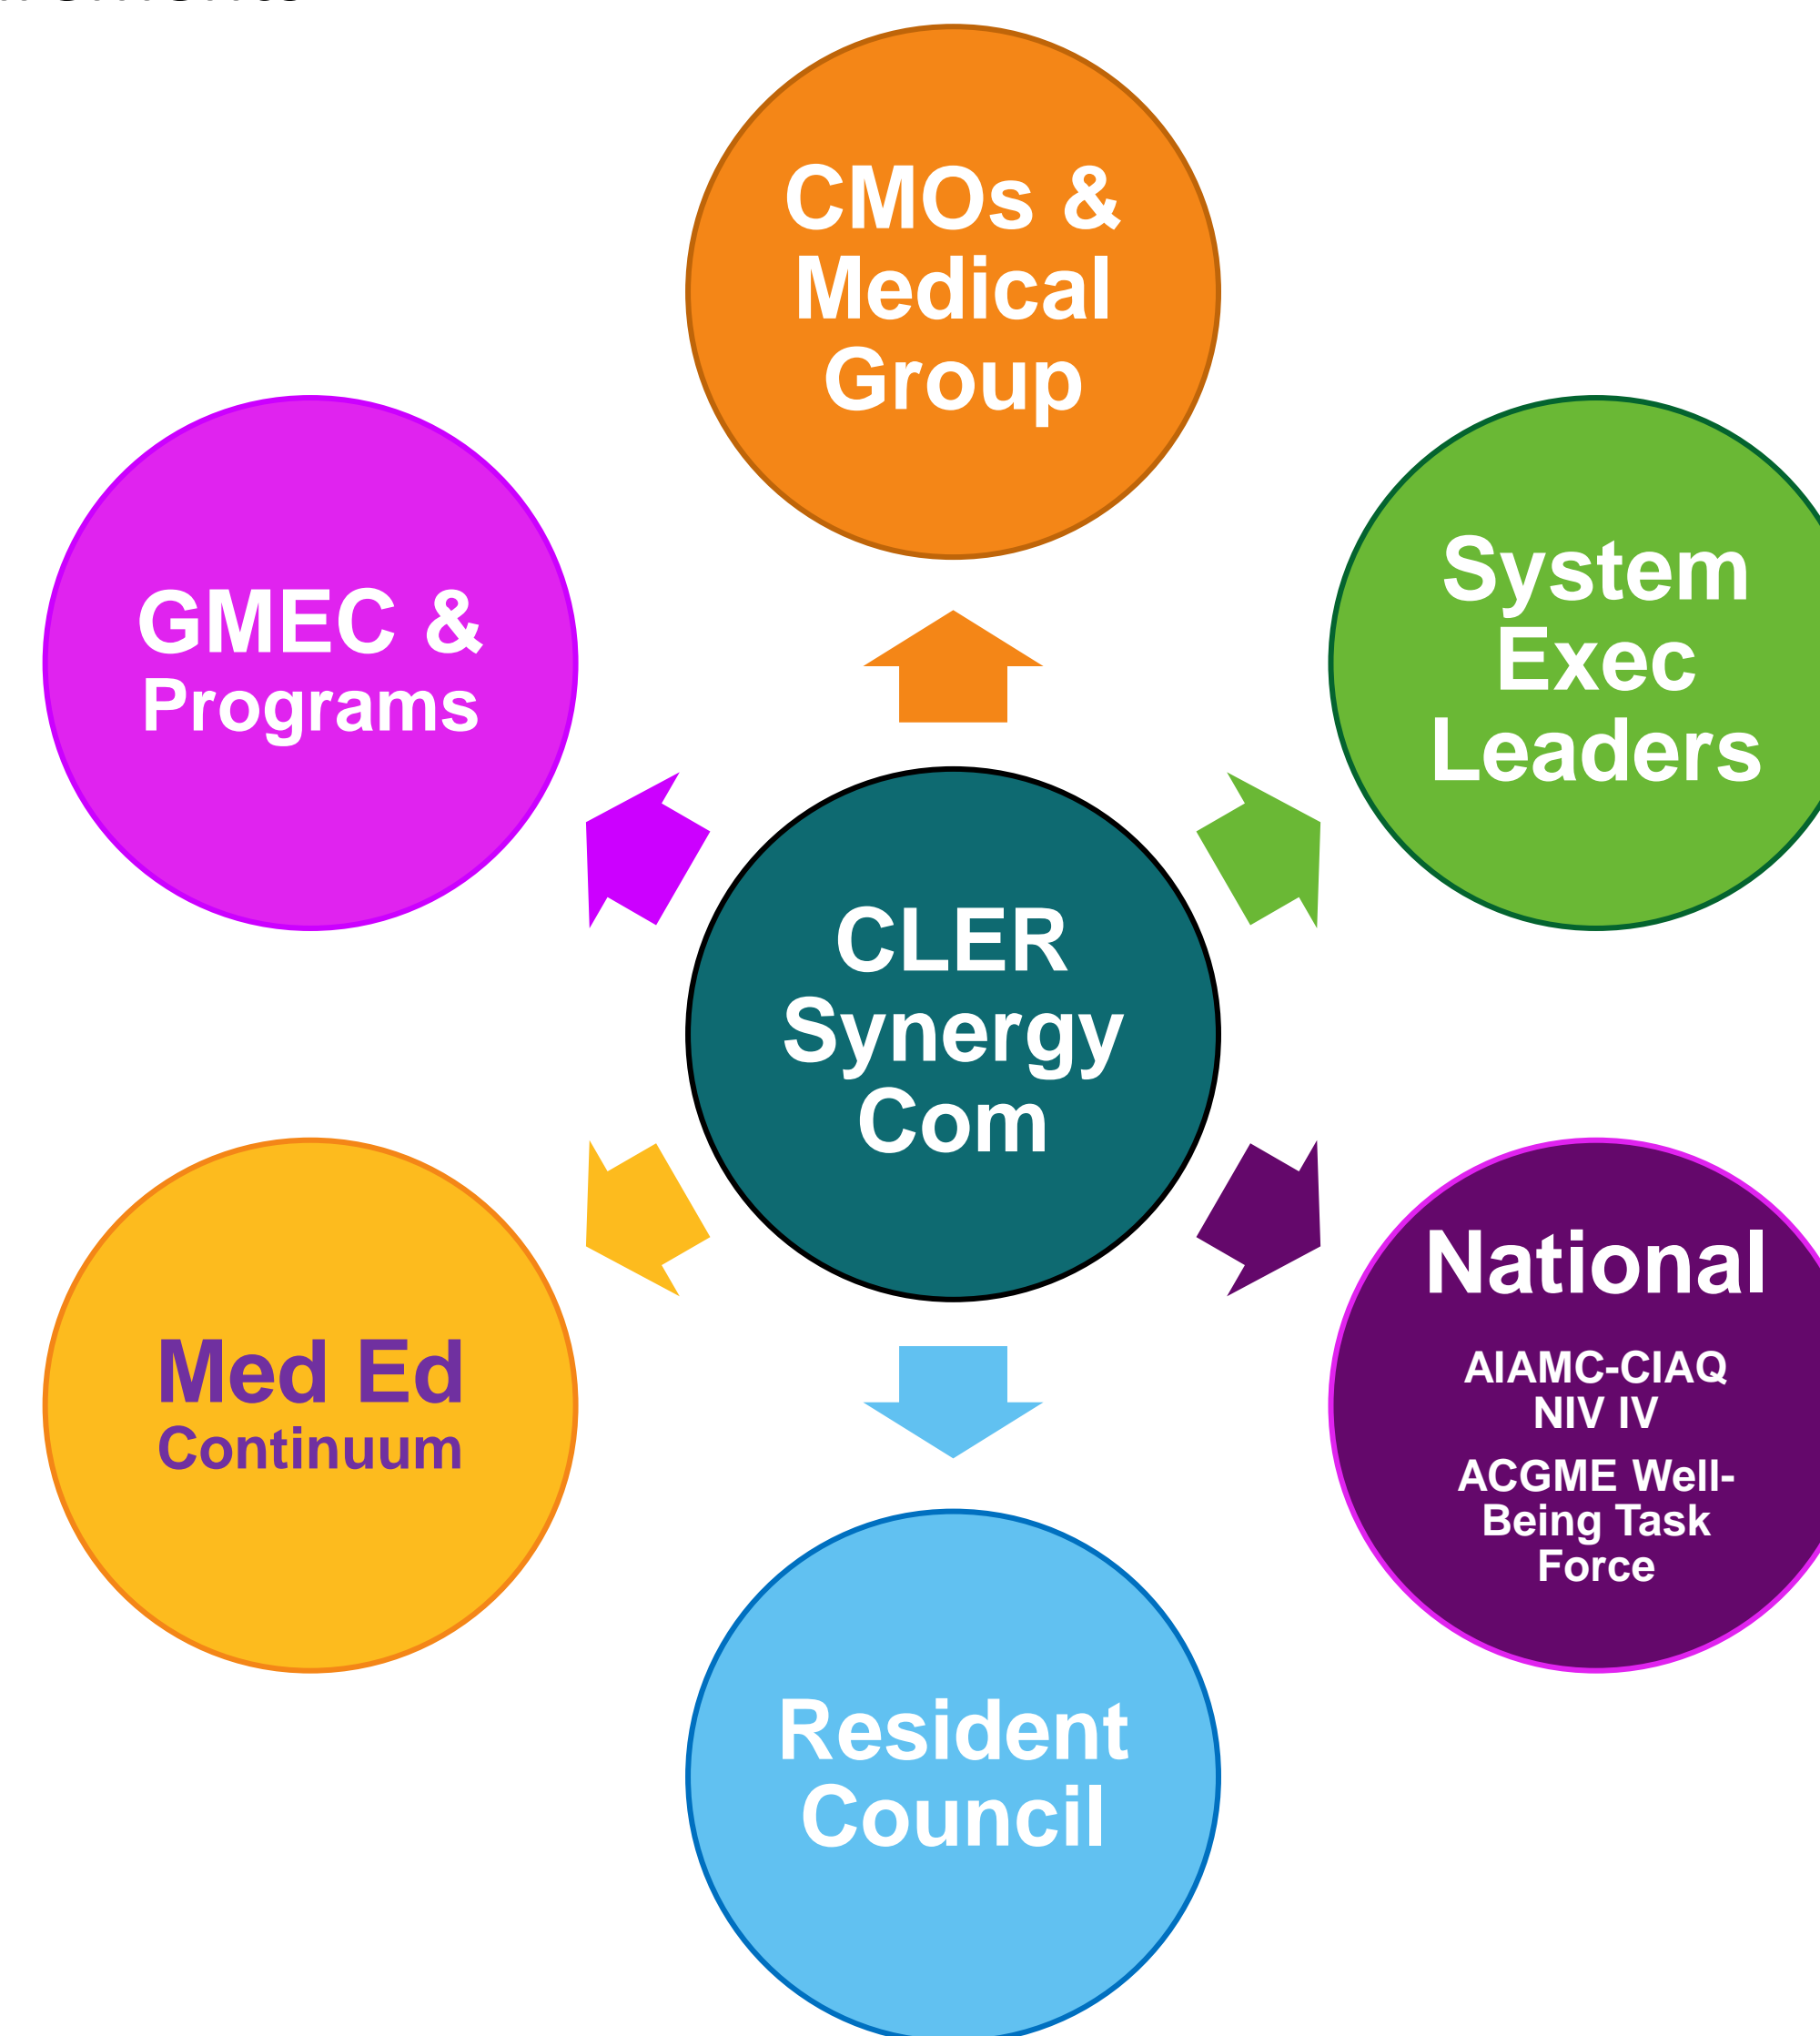 CMOs &
Medical
Group
GMEC &
Programs
System
Exec
Leaders
CLER
Synergy
Com
Med Ed
Continuum
National
AIAMC-CIAQ
NIV IV
ACGME Well-
Being Task
Force
Resident
Council